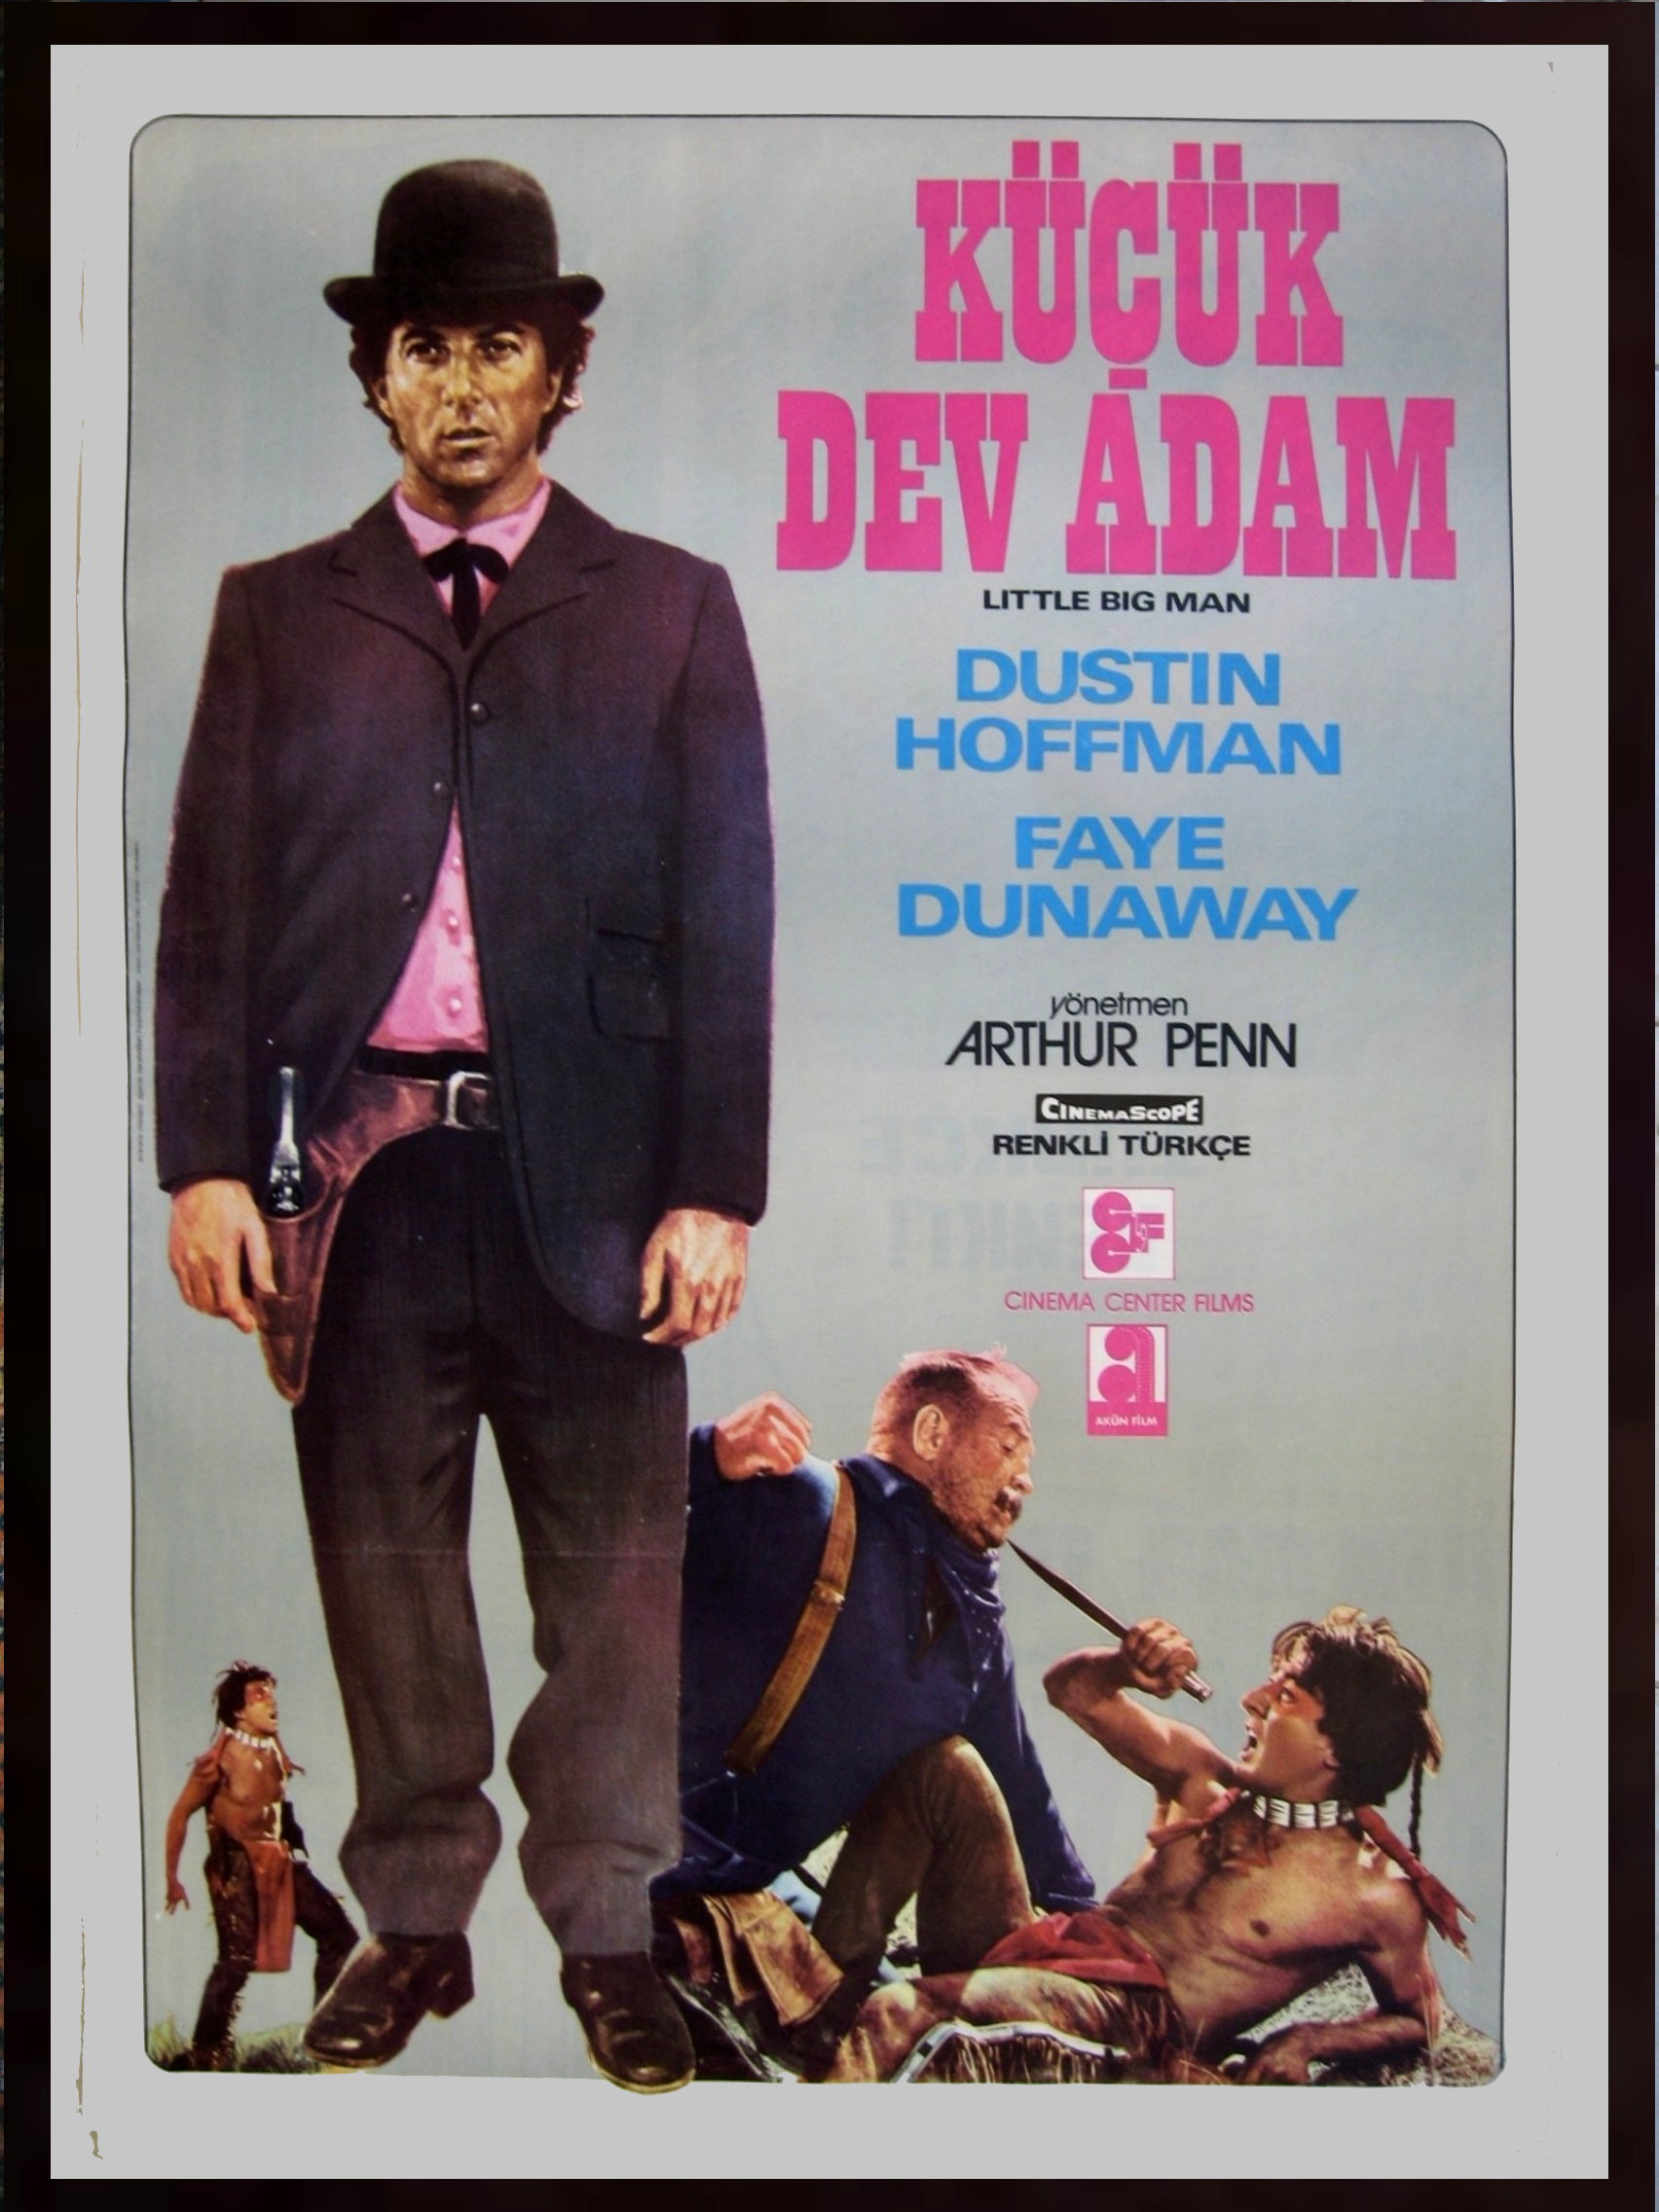 KÜÇÜK
DEV ADAM
LITTLE BIG MAN
DUSTIN
HOFFMAN
FAYE
DUNAWAY
yönetmen
ARTHUR PENN
CINEMASCOPE
RENKLİ TÜRKÇE
CCF
CINEMA CENTER FILMS
a
AKÜN FİLM